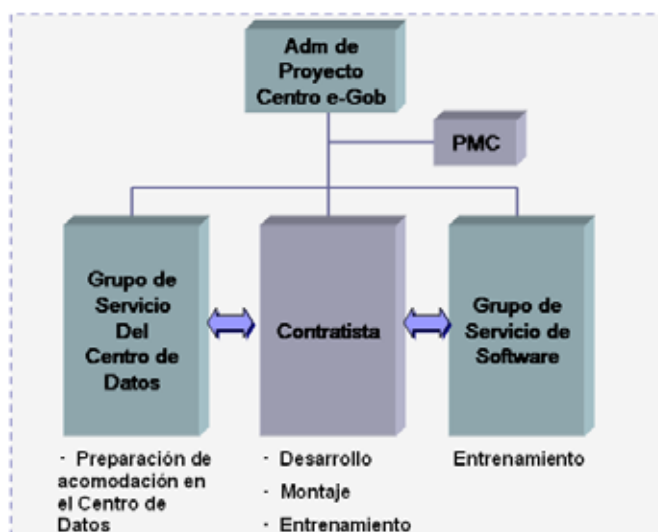 Adm de
Proyecto
Centro e-Gob
PMC
Grupo de
Servicio
Del
Centro de
Datos
Contratista
Grupo de
Servicio de
Software
· Preparación de
acomodación en
el Centro de
Datos
· Desarrollo
· Montaje
· Entrenamiento
Entrenamiento